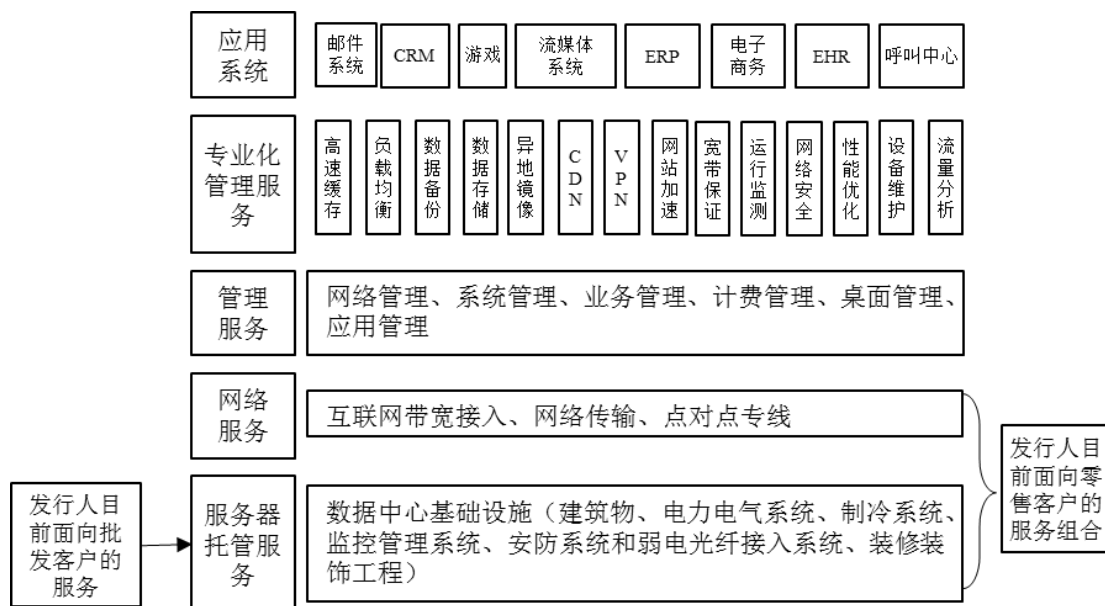 应用
系统
邮件
系统
CRM
游戏
流媒体
系统
ERP
电子
商务
EHR
呼叫中心
专业化
管理服
务
高速缓存
负载均衡
数据备份
数据存储
异地镜像
CDN
VPN
网站加速
宽带保证
运行监测
网络安全
性能优化
设备维护
流量分析
管理
服务
网络管理、系统管理、业务管理、计费管理、桌面管理、
应用管理
网络
服务
互联网带宽接入、网络传输、点对点专线
发行人目
前面向零
售客户的
服务组合
发行人目
前面向批
发客户的
服务
服务器
托管服
务
数据中心基础设施（建筑物、电力电气系统、制冷系统、
监控管理系统、安防系统和弱电光纤接入系统、装修装
饰工程）